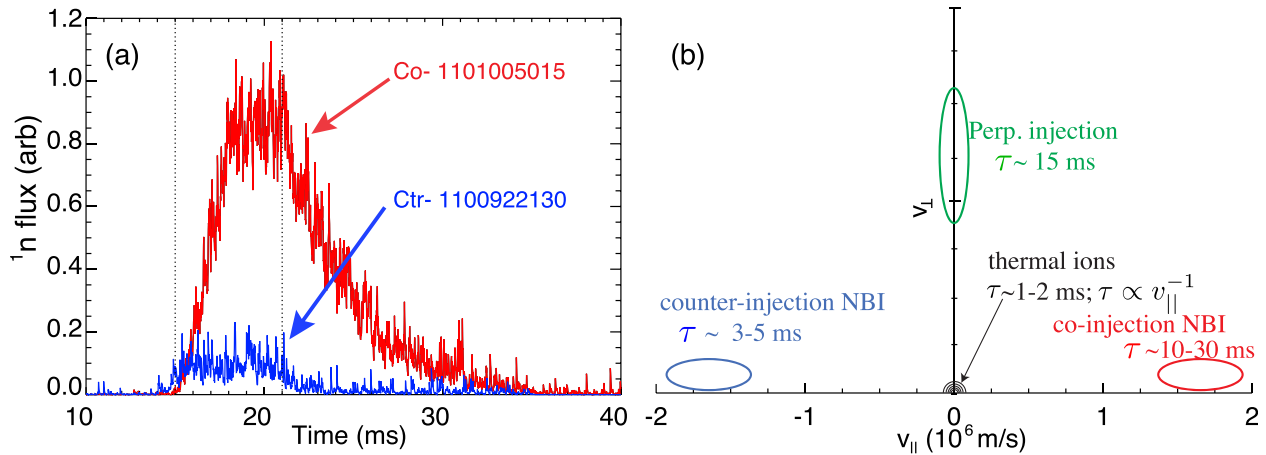 (a)
¹n flux (arb)
1.2
1.0
0.8
0.6
0.4
0.2
0.0
Co- 1101005015
Ctr- 1100922130
10
20
30
40
Time (ms)
(b)
Perp. injection
τ ~ 15 ms
v⊥
thermal ions
τ~1-2 ms; τ ∝ v||⁻¹
counter-injection NBI
τ ~ 3-5 ms
co-injection NBI
τ ~10-30 ms
-2
-1
0
1
2
v|| (10⁶ m/s)